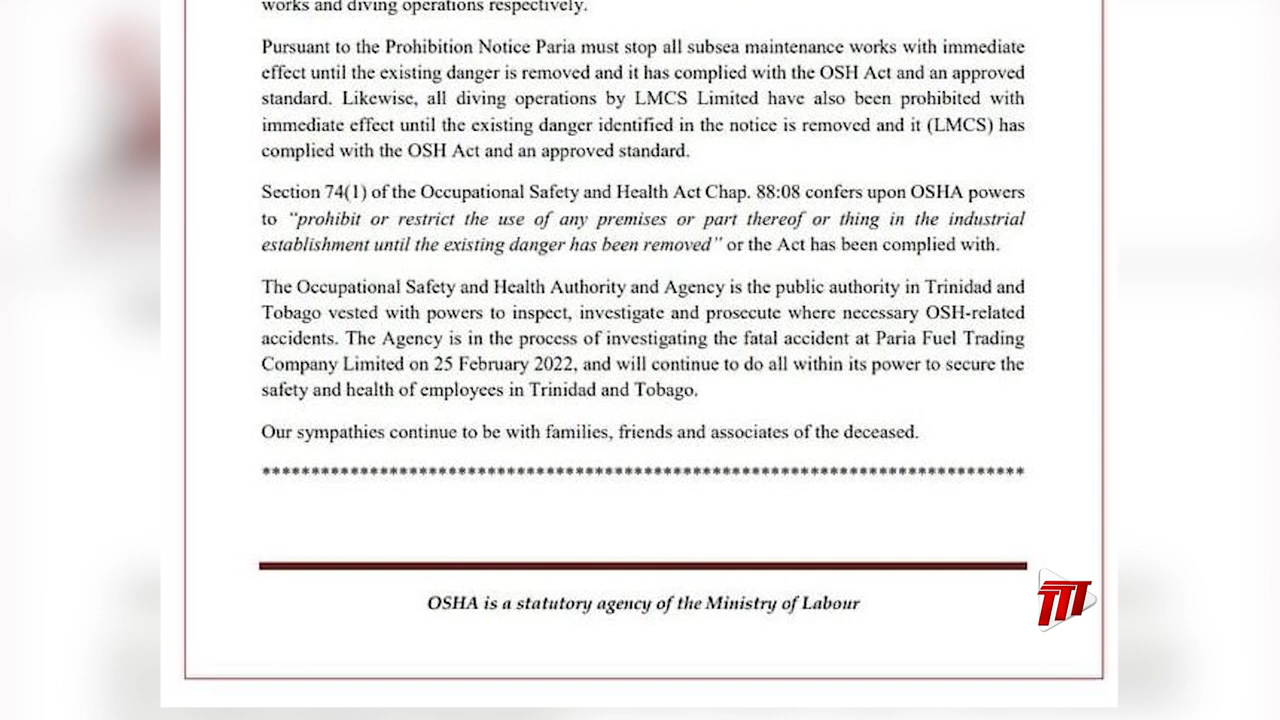 works and diving operations respectively.
Pursuant to the Prohibition Notice Paria must stop all subsea maintenance works with immediate
effect until the existing danger is removed and it has complied with the OSH Act and an approved
standard. Likewise, all diving operations by LMCS Limited have also been prohibited with
immediate effect until the existing danger identified in the notice is removed and it (LMCS) has
complied with the OSH Act and an approved standard.
Section 74(1) of the Occupational Safety and Health Act Chap. 88:08 confers upon OSHA powers
to "prohibit or restrict the use of any premises or part thereof or thing in the industrial
establishment until the existing danger has been removed" or the Act has been complied with.
The Occupational Safety and Health Authority and Agency is the public authority in Trinidad and
Tobago vested with powers to inspect, investigate and prosecute where necessary OSH-related
accidents. The Agency is in the process of investigating the fatal accident at Paria Fuel Trading
Company Limited on 25 February 2022, and will continue to do all within its power to secure the
safety and health of employees in Trinidad and Tobago.
Our sympathies continue to be with families, friends and associates of the deceased.
******************************************************************************
OSHA is a statutory agency of the Ministry of Labour
TTT